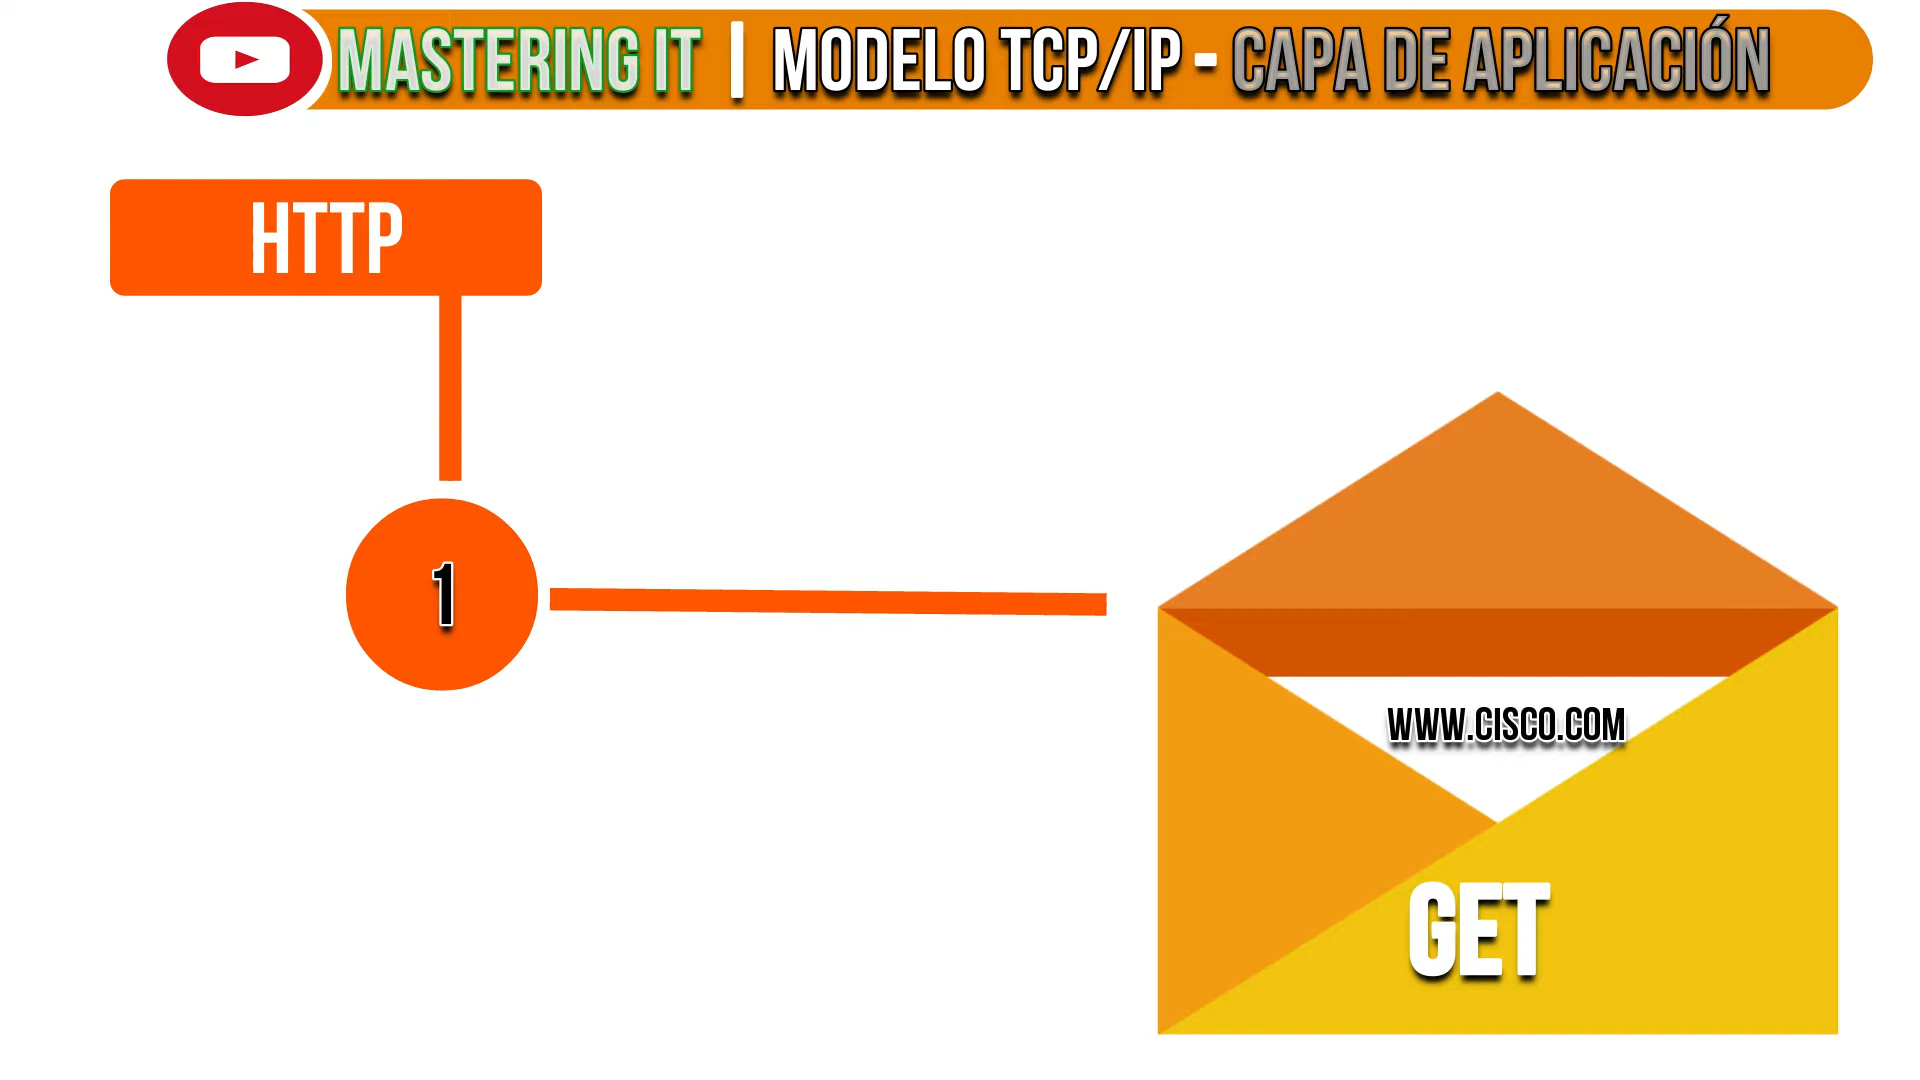 MASTERING IT | MODELO TCP/IP - CAPA DE APLICACIÓN
HTTP
1
WWW.CISCO.COM
GET